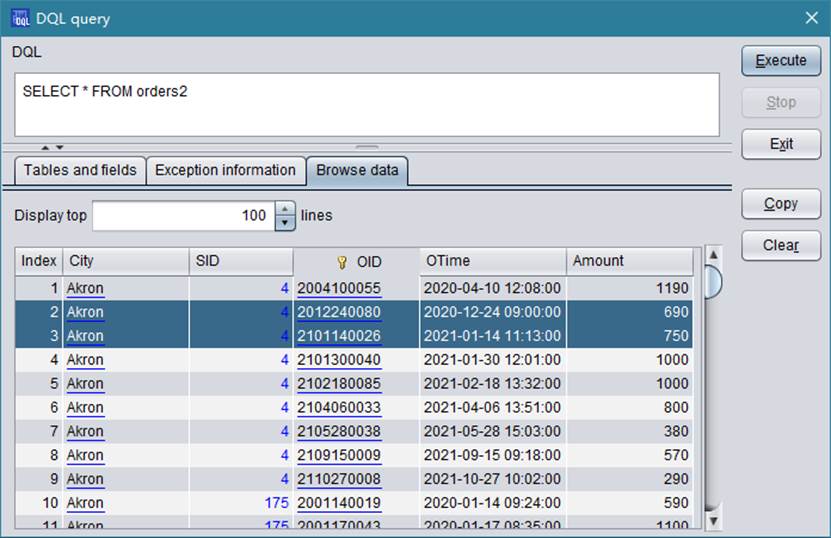 DQL query
DQL
Execute
SELECT * FROM orders2
Stop
Exit
Tables and fields Exception information Browse data
Copy
Display top 100 lines
Clear
Index City SID OID OTime Amount
1 Akron 4 2004100055 2020-04-10 12:08:00 1190
2 Akron 4 2012240080 2020-12-24 09:00:00 690
3 Akron 4 2101140026 2021-01-14 11:13:00 750
4 Akron 4 2101300040 2021-01-30 12:01:00 1000
5 Akron 4 2102180085 2021-02-18 13:32:00 1000
6 Akron 4 2104060033 2021-04-06 13:51:00 800
7 Akron 4 2105280038 2021-05-28 15:03:00 380
8 Akron 4 2109150009 2021-09-15 09:18:00 570
9 Akron 4 2110270008 2021-10-27 10:02:00 290
10 Akron 175 2001140019 2020-01-14 09:24:00 590
11 Akron 175 2001170043 2020-01-17 08:35:00 1100